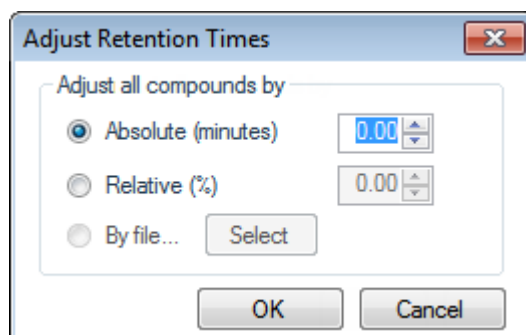 Adjust Retention Times
Adjust all compounds by
Absolute (minutes) 0.00
Relative (%) 0.00
By file... Select
OK Cancel